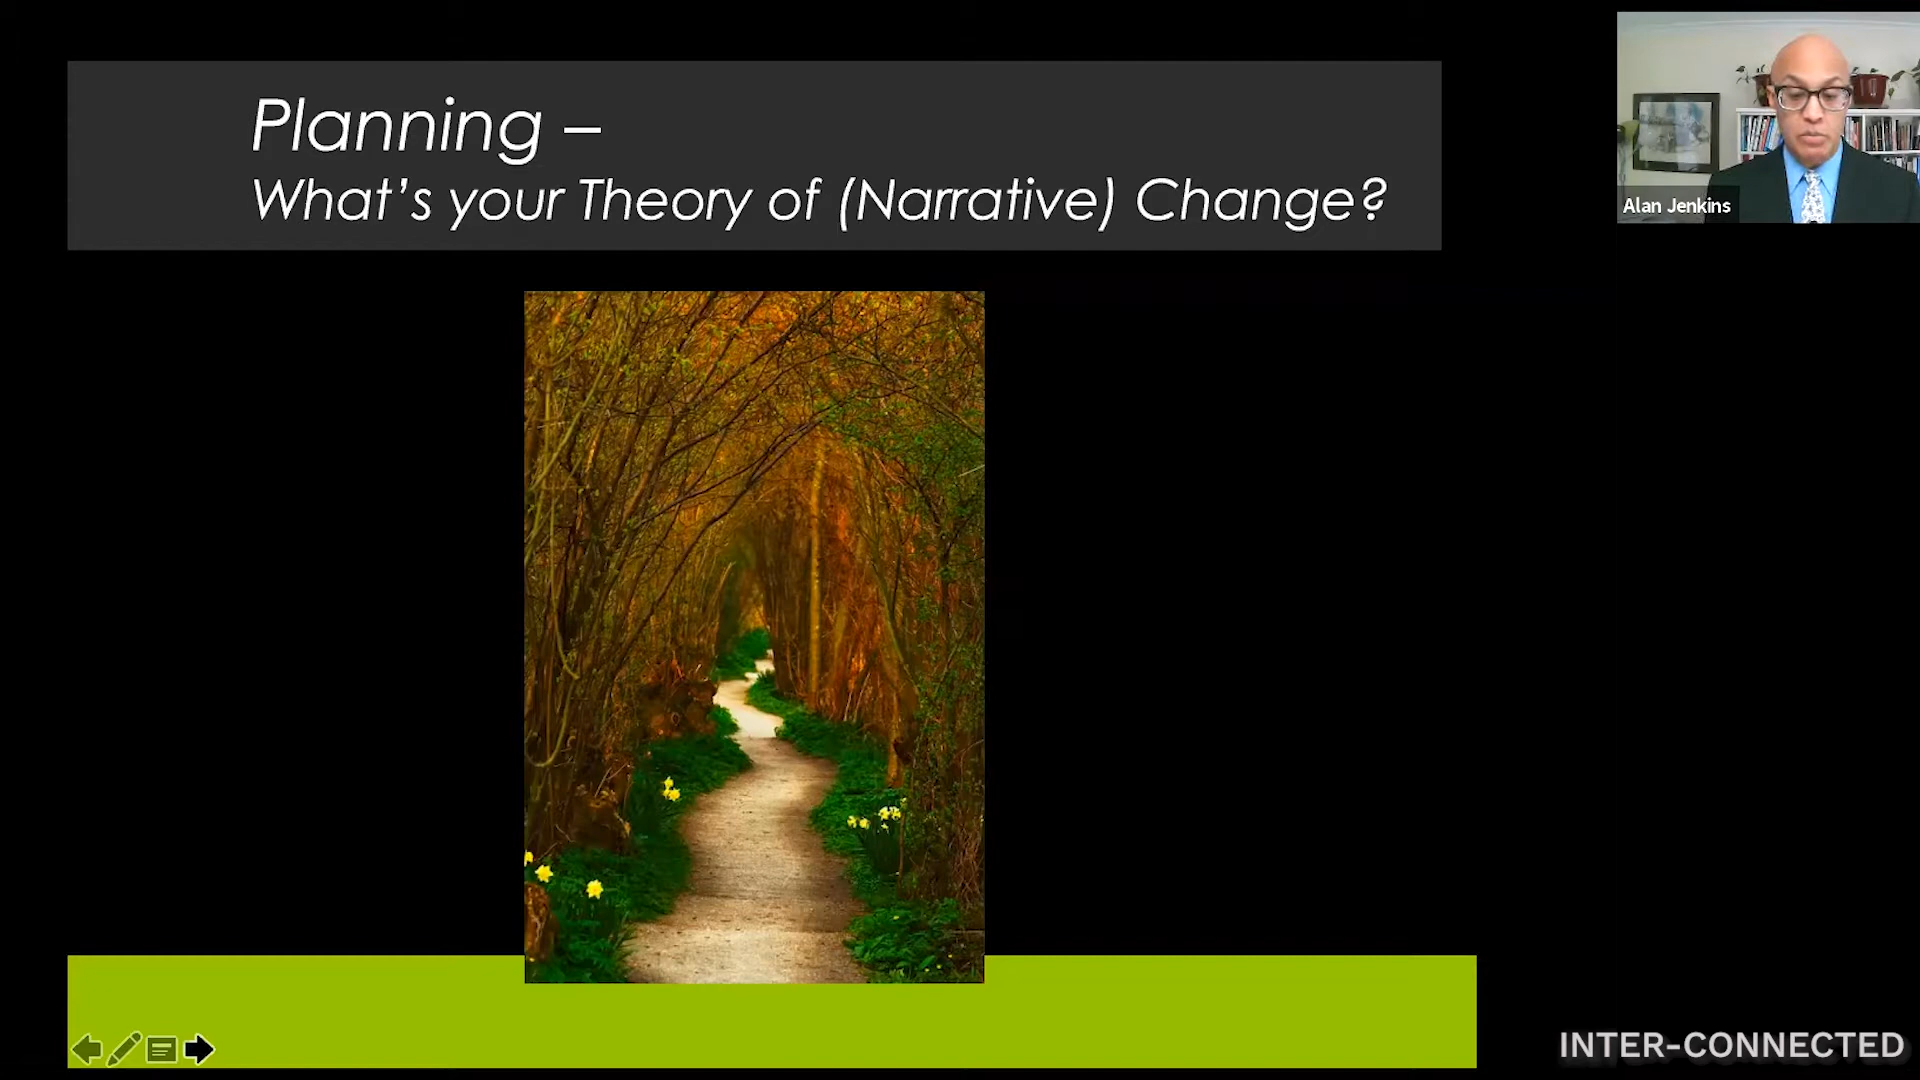 Planning –
What's your Theory of (Narrative) Change?
Alan Jenkins
INTER-CONNECTED